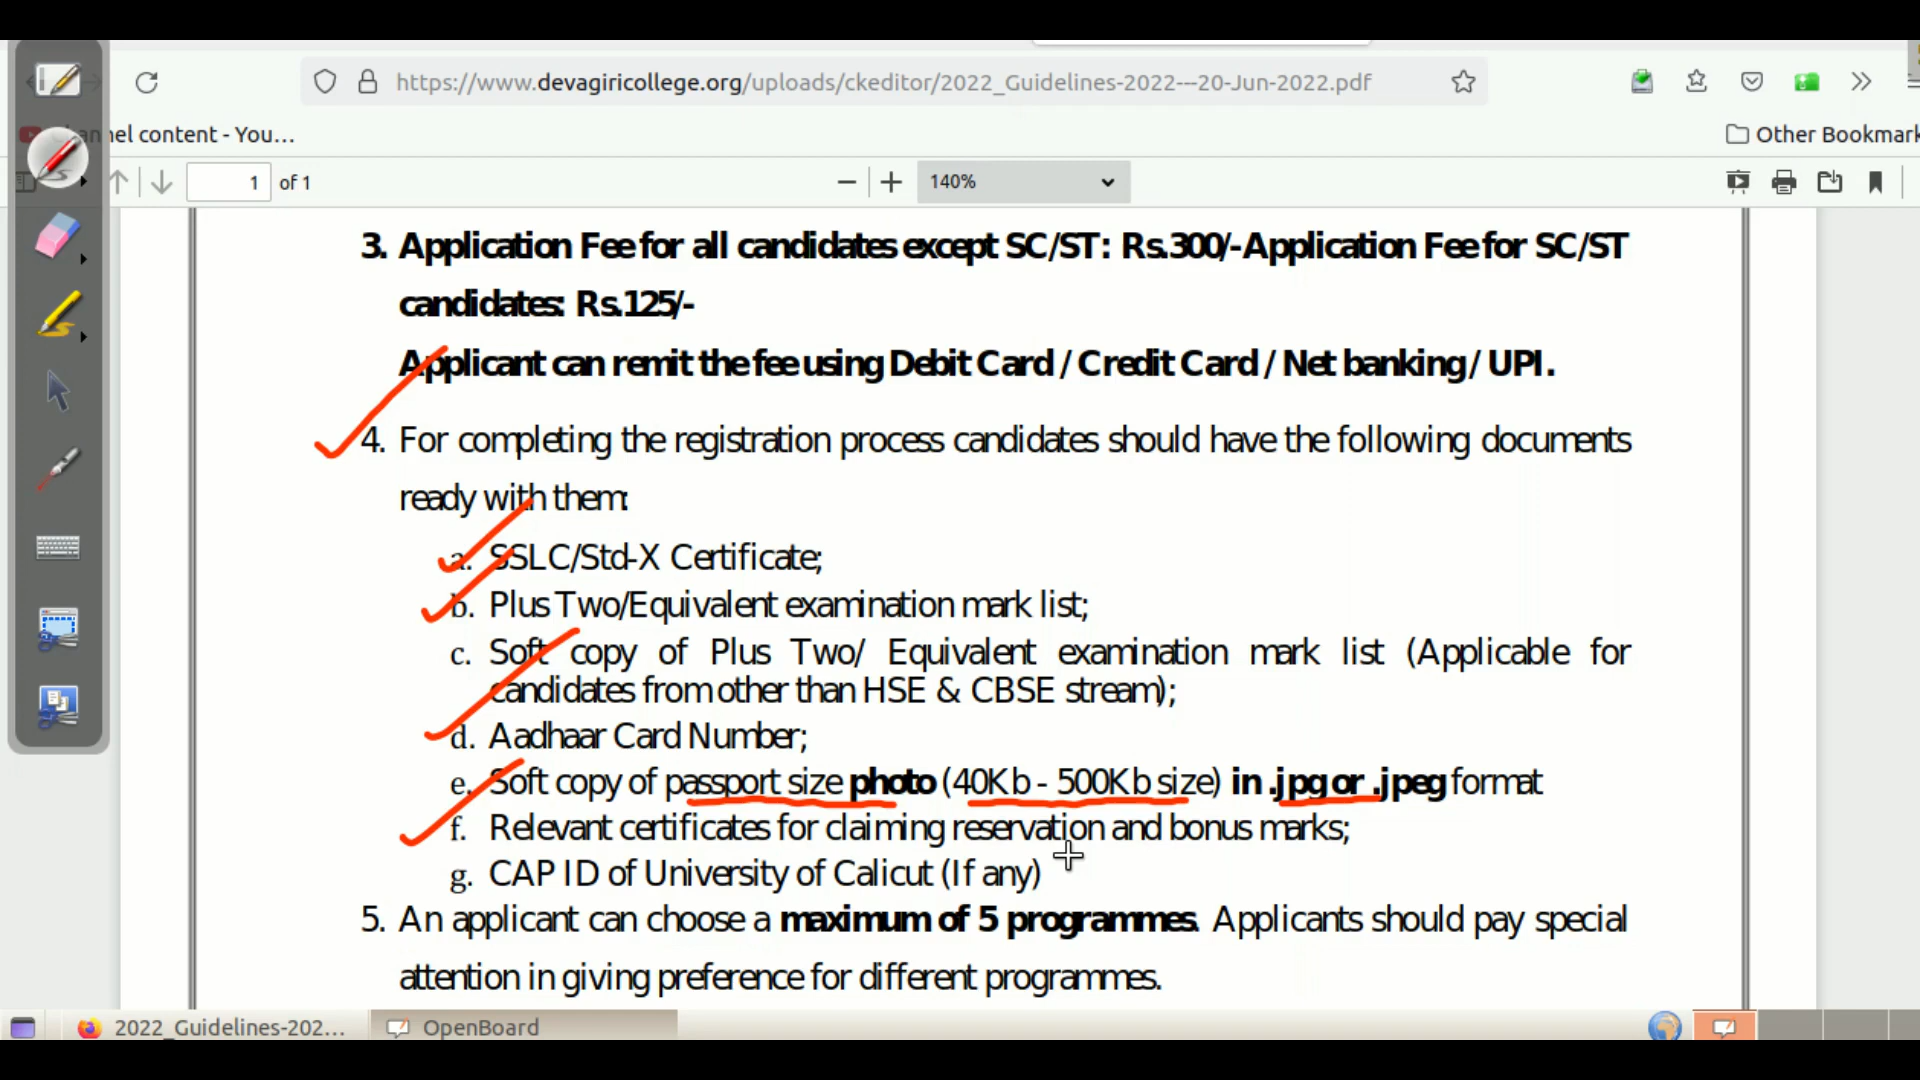 https://www.devagiricollege.org/uploads/ckeditor/2022_Guidelines-2022---20-Jun-2022.pdf
nel content - You...
Other Bookmark
1 of 1
140%
3. Application Fee for all candidates except SC/ST: Rs.300/-Application Fee for SC/ST
candidates: Rs.125/-
Applicant can remit the fee using Debit Card / Credit Card / Net banking / UPI.
4. For completing the registration process candidates should have the following documents
ready with them:
a. SSLC/Std-X Certificate;
b. Plus Two/Equivalent examination mark list;
c. Soft copy of Plus Two/ Equivalent examination mark list (Applicable for
candidates from other than HSE & CBSE stream);
d. Aadhaar Card Number;
e. Soft copy of passport size photo (40Kb - 500Kb size) in .jpg or .jpeg format
f. Relevant certificates for claiming reservation and bonus marks;
g. CAP ID of University of Calicut (If any)
5. An applicant can choose a maximum of 5 programmes. Applicants should pay special
attention in giving preference for different programmes.
2022_Guidelines-202...
OpenBoard